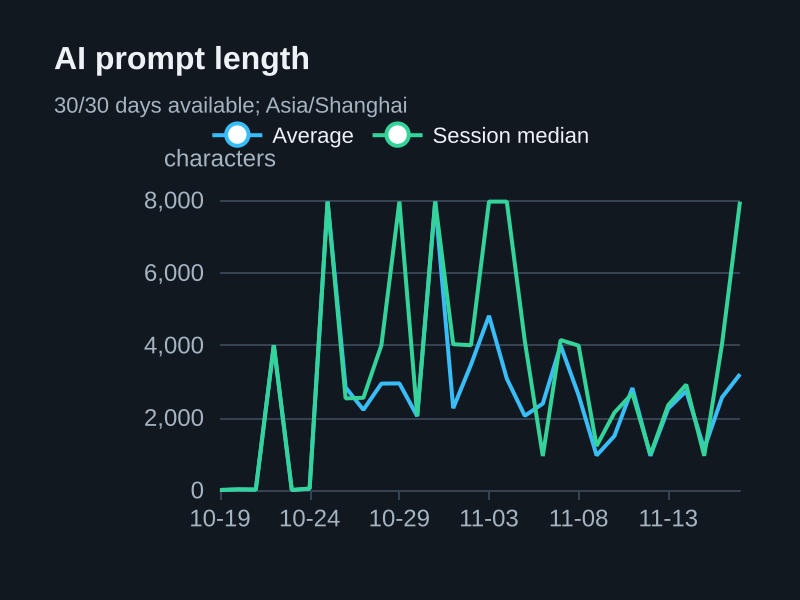 AI prompt length
30/30 days available; Asia/Shanghai
Average Session median
characters
8,000
6,000
4,000
2,000
0
10-19 10-24 10-29 11-03 11-08 11-13